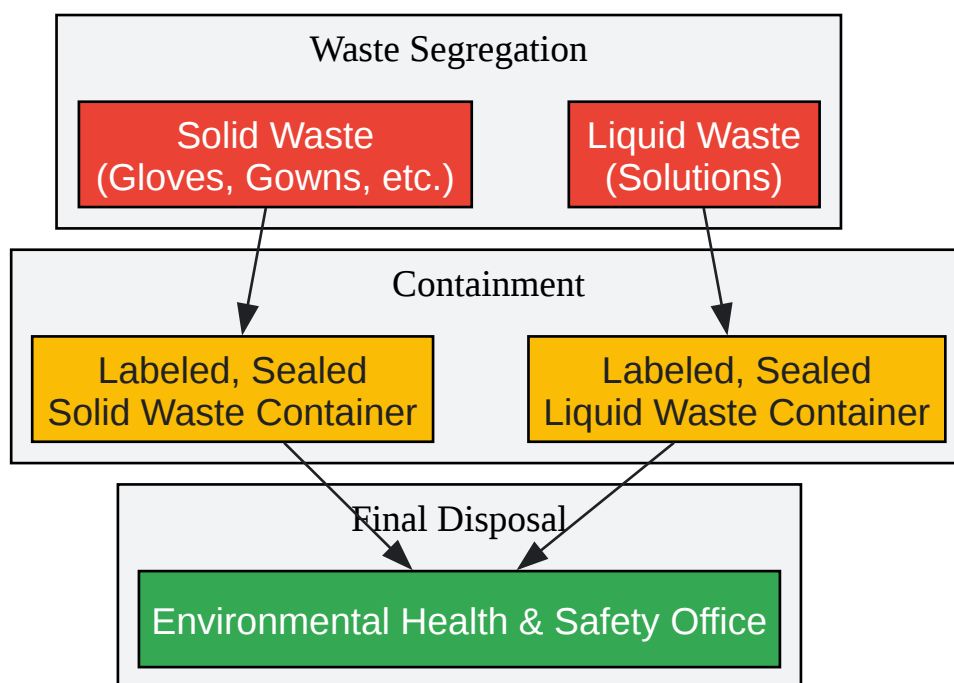 Waste Segregation
Solid Waste
(Gloves, Gowns, etc.)
Liquid Waste
(Solutions)
Containment
Labeled, Sealed
Solid Waste Container
Labeled, Sealed
Liquid Waste Container
Final Disposal
Environmental Health & Safety Office